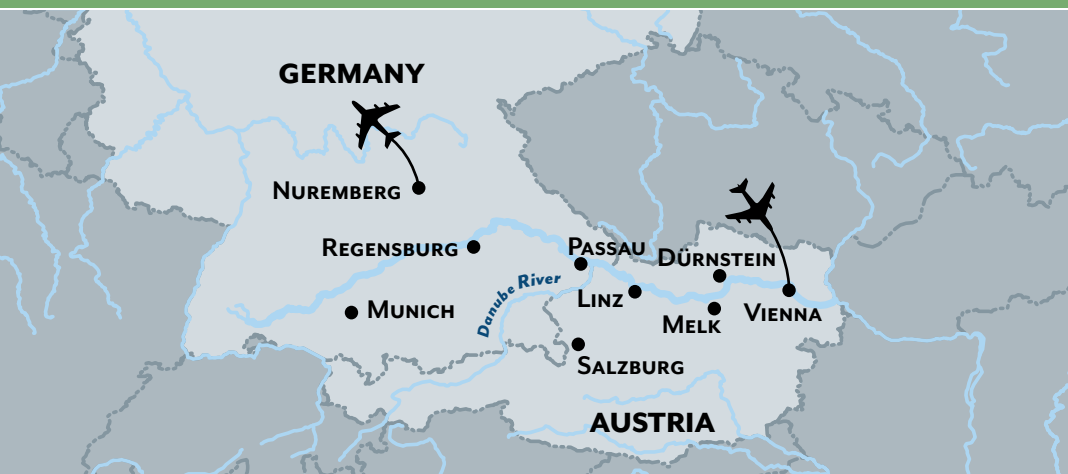 GERMANY
NUREMBERG
REGENSBURG
PASSAU
DÜRNSTEIN
Danube River
LINZ
MUNICH
MELK
VIENNA
SALZBURG
AUSTRIA